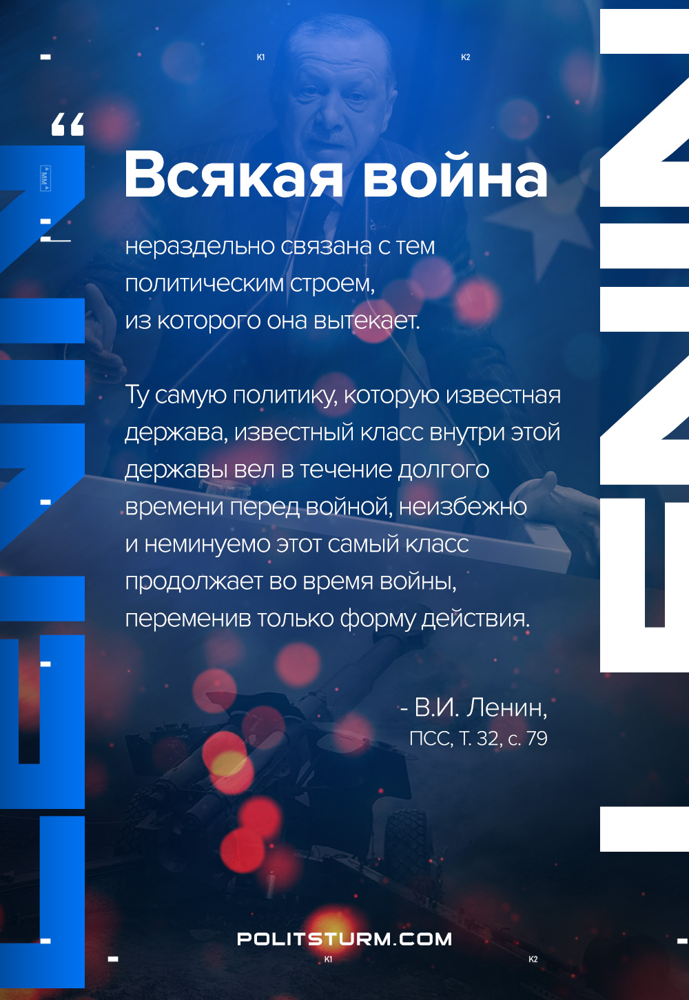 K1 K2
“
Всякая война
нераздельно связана с тем
политическим строем,
из которого она вытекает.
Ту самую политику, которую известная
держава, известный класс внутри этой
державы вел в течение долгого
времени перед войной, неизбежно
и неминуемо этот самый класс
продолжает во время войны,
переменив только форму действия.
- В.И. Ленин,
ПСС, Т. 32, с. 79
LENIN
LENIN
MM
POLITSTURM.COM
K1 K2